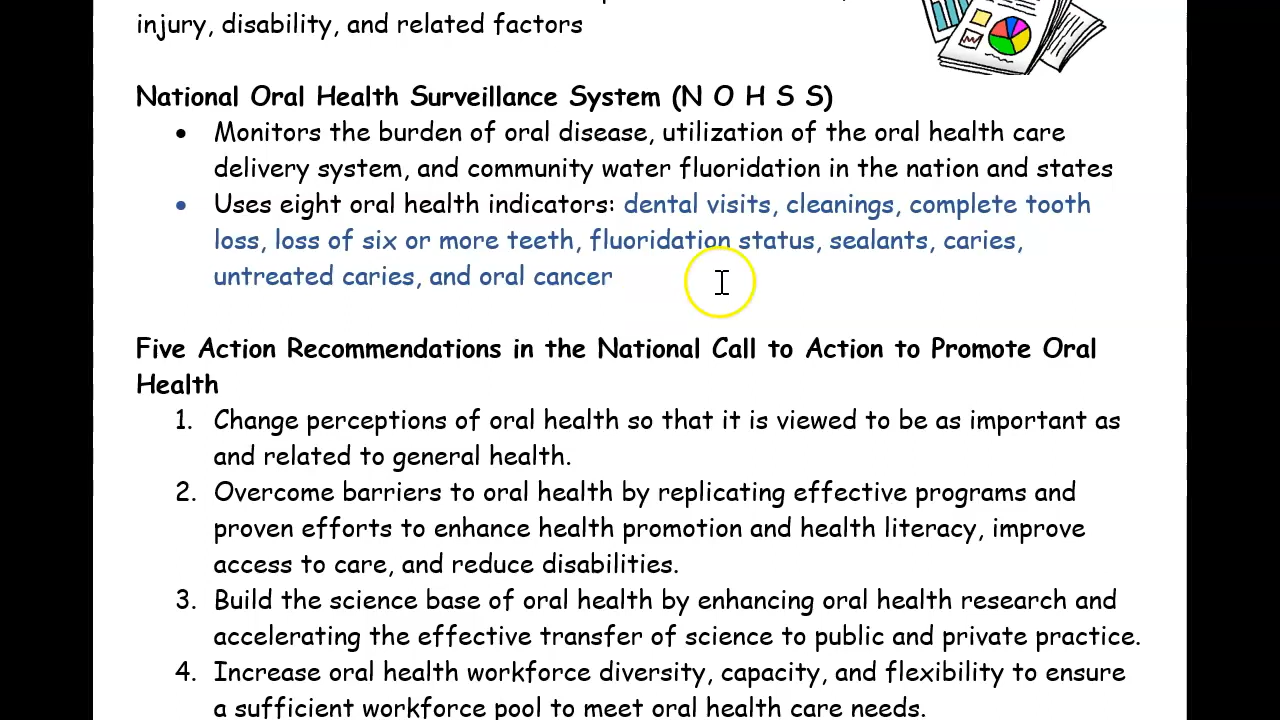 injury, disability, and related factors
National Oral Health Surveillance System (N O H S S)
• Monitors the burden of oral disease, utilization of the oral health care
delivery system, and community water fluoridation in the nation and states
• Uses eight oral health indicators: dental visits, cleanings, complete tooth
loss, loss of six or more teeth, fluoridation status, sealants, caries,
untreated caries, and oral cancer
Five Action Recommendations in the National Call to Action to Promote Oral
Health
1. Change perceptions of oral health so that it is viewed to be as important as
and related to general health.
2. Overcome barriers to oral health by replicating effective programs and
proven efforts to enhance health promotion and health literacy, improve
access to care, and reduce disabilities.
3. Build the science base of oral health by enhancing oral health research and
accelerating the effective transfer of science to public and private practice.
4. Increase oral health workforce diversity, capacity, and flexibility to ensure
a sufficient workforce pool to meet oral health care needs.